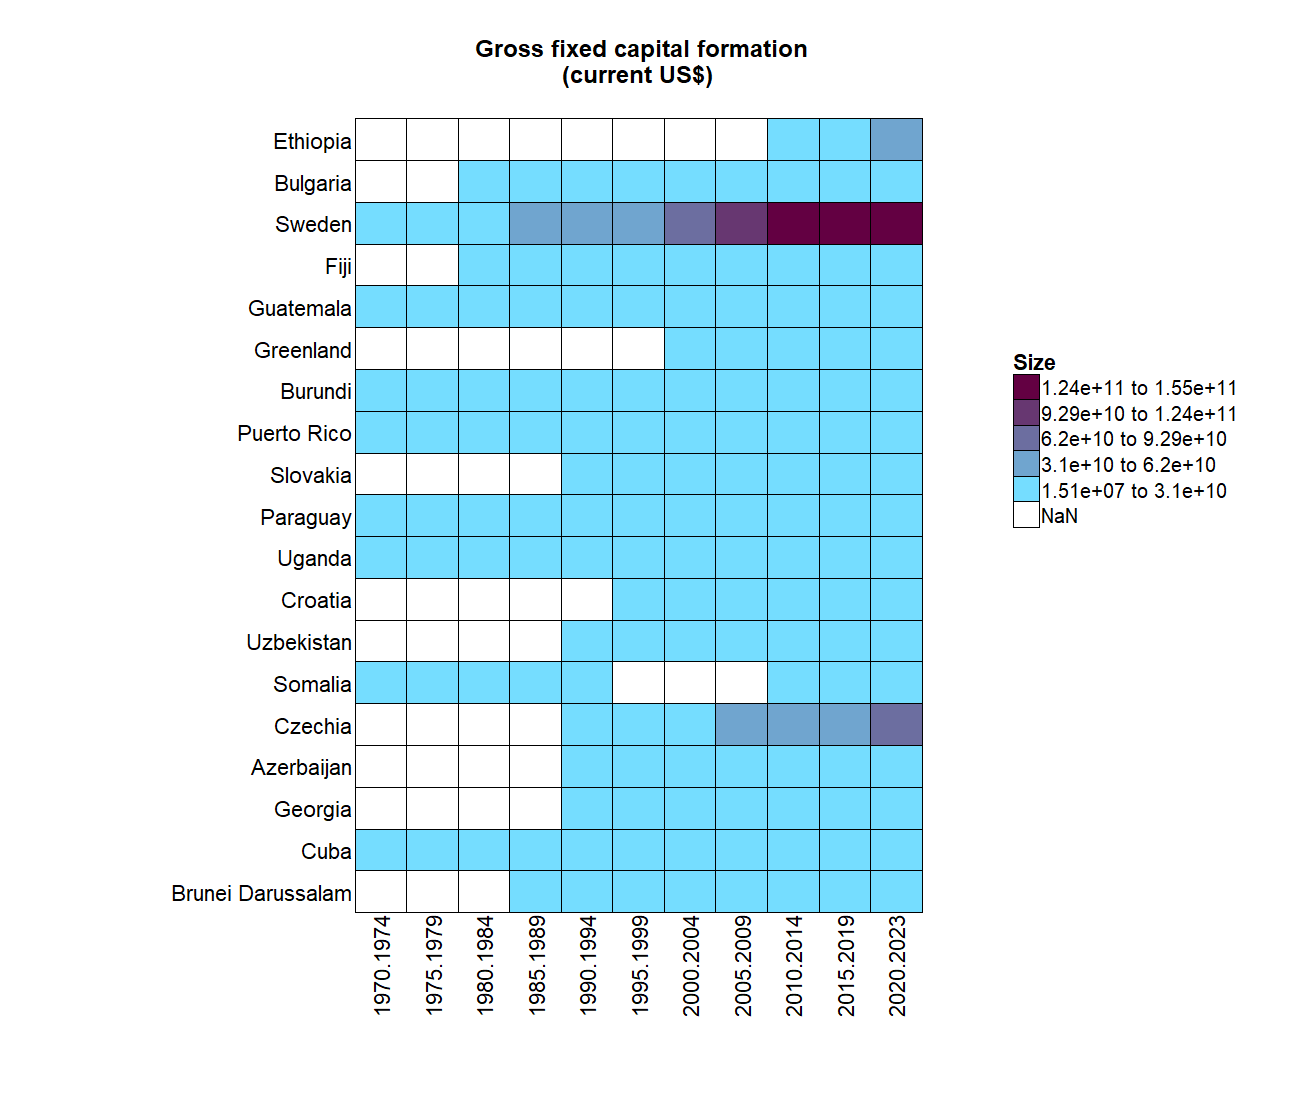 Gross fixed capital formation
(current US$)
Ethiopia
Bulgaria
Sweden
Fiji
Guatemala
Greenland
Burundi
Puerto Rico
Slovakia
Paraguay
Uganda
Croatia
Uzbekistan
Somalia
Czechia
Azerbaijan
Georgia
Cuba
Brunei Darussalam
1970.1974
1975.1979
1980.1984
1985.1989
1990.1994
1995.1999
2000.2004
2005.2009
2010.2014
2015.2019
2020.2023
Size
1.24e+11 to 1.55e+11
9.29e+10 to 1.24e+11
6.2e+10 to 9.29e+10
3.1e+10 to 6.2e+10
1.51e+07 to 3.1e+10
NaN